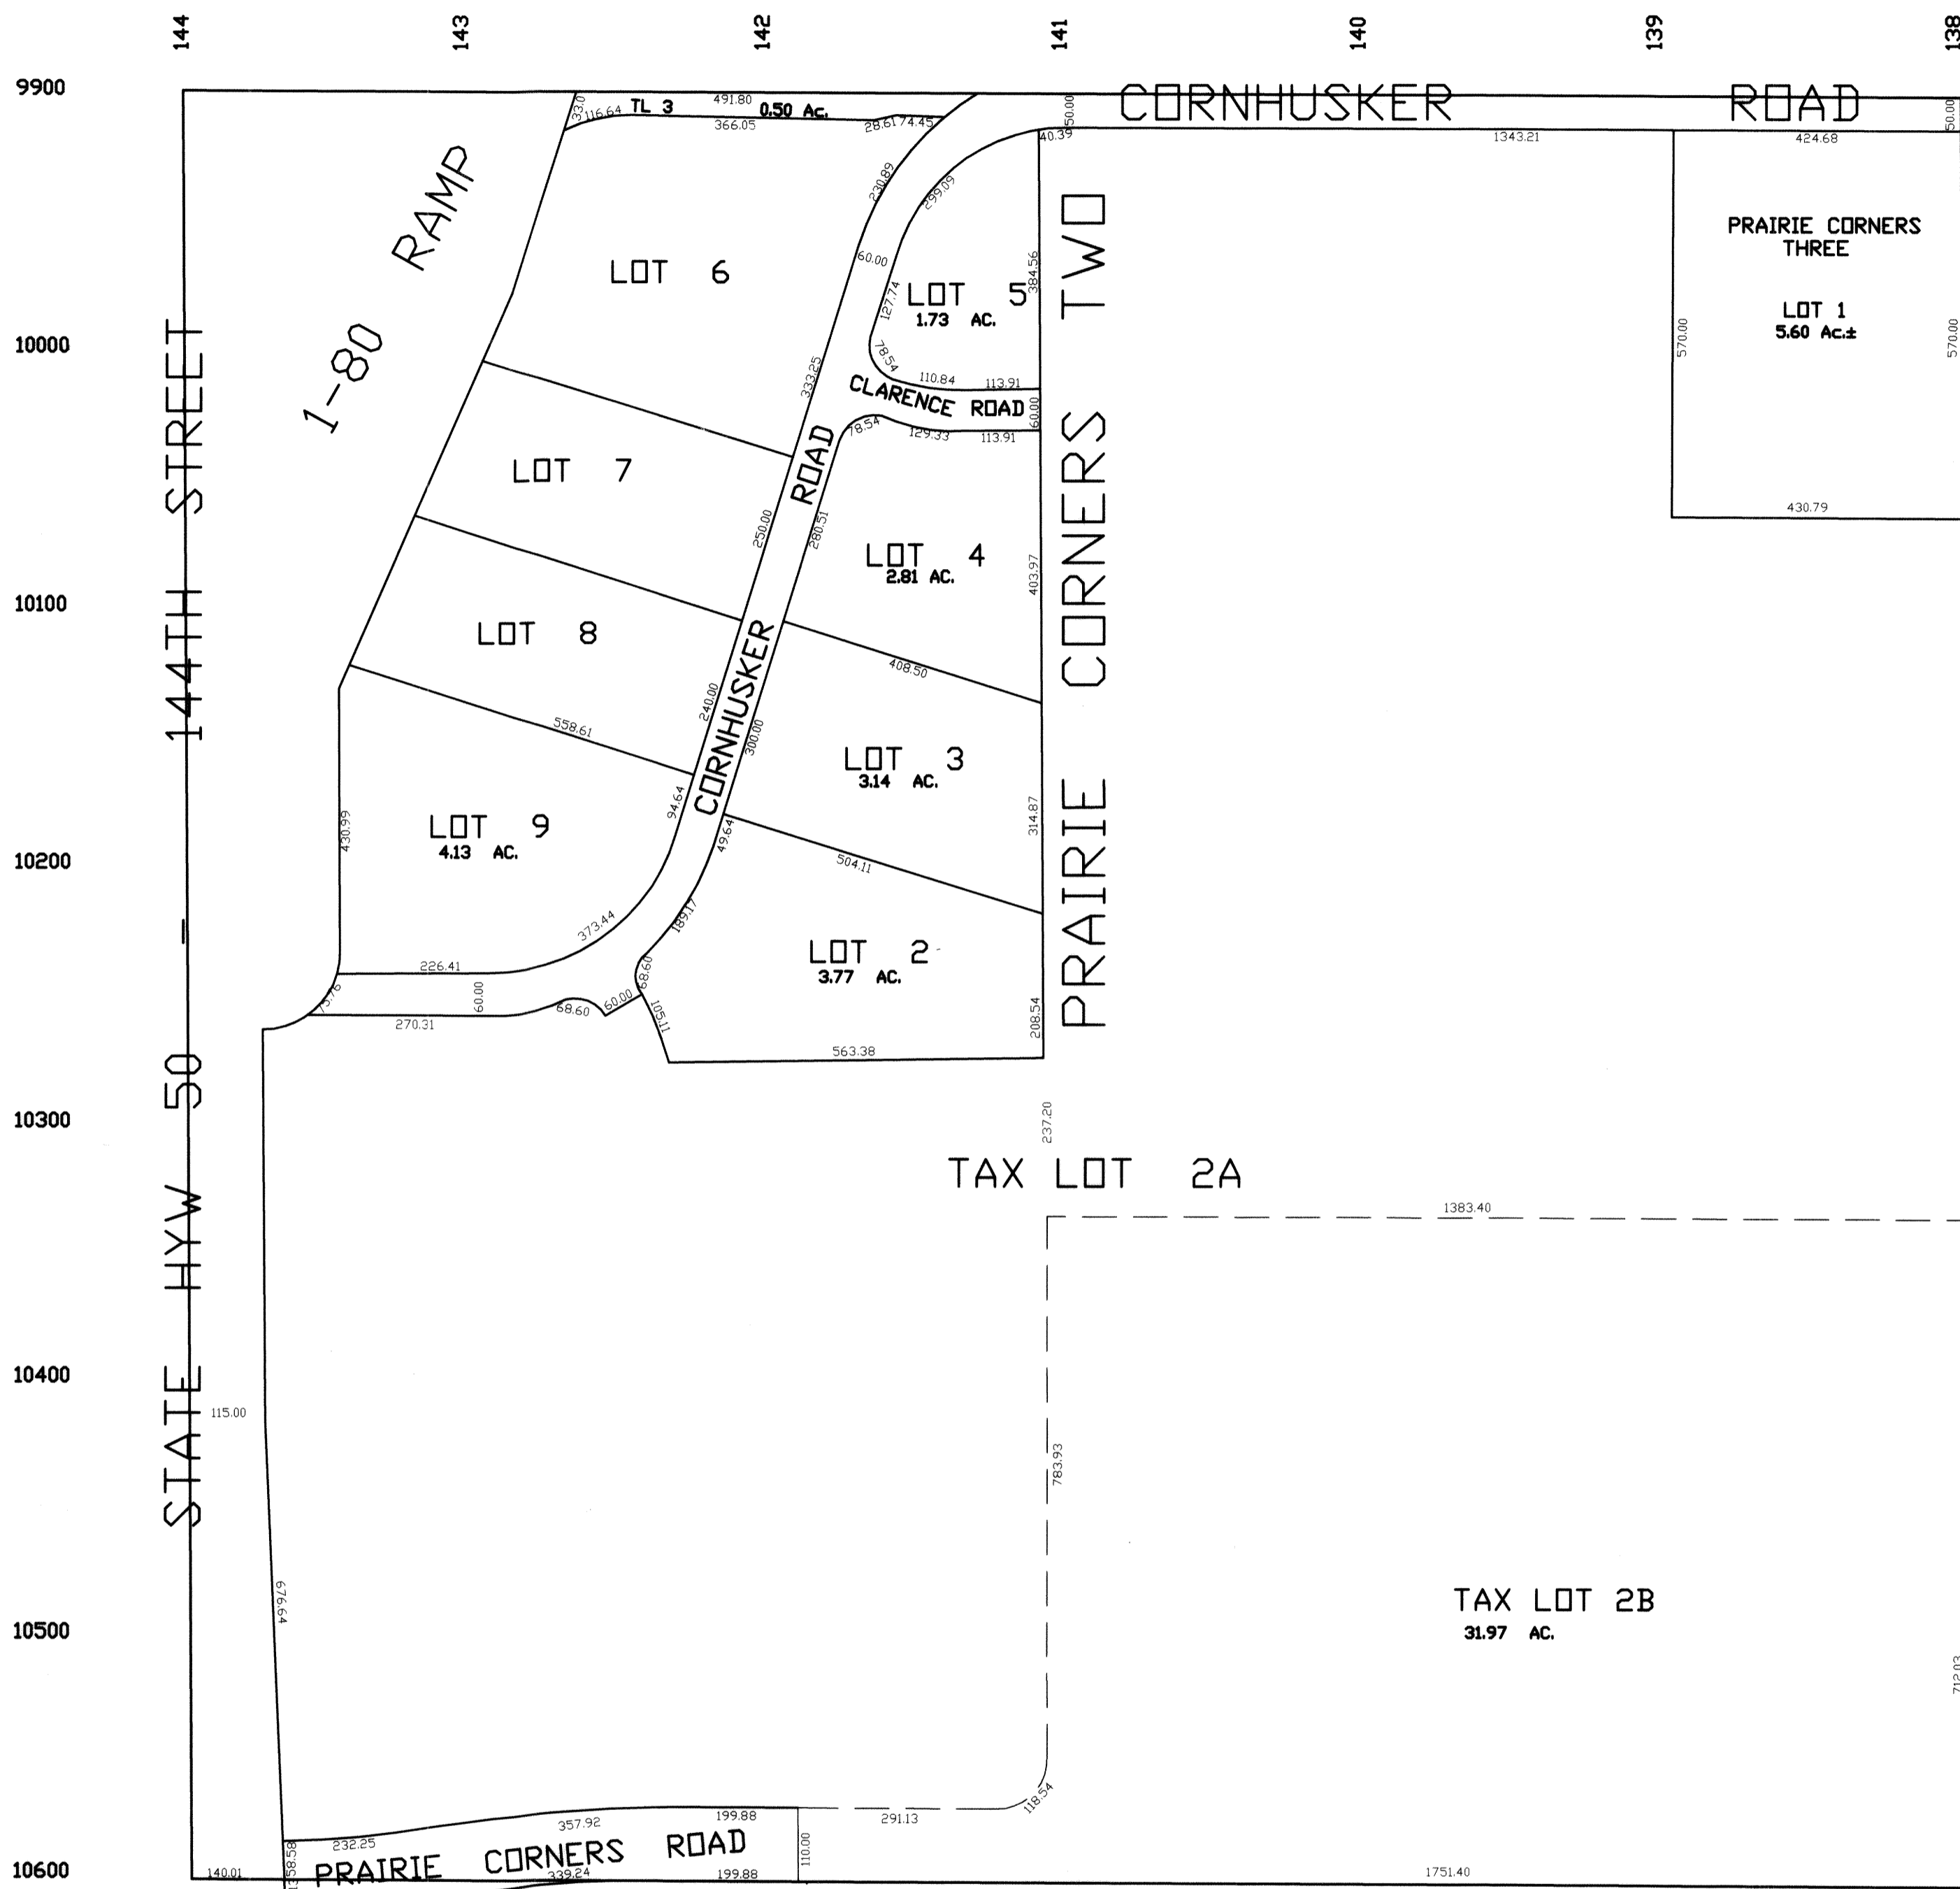 144 143 142 141 140 139 138
9900
10000
10100
10200
10300
10400
10500
10600
CORNHUSKER ROAD
TL 3
0.50 Ac.
491.80
33.0
116.64
366.05
28.61
74.45
50.00
40.39
1343.21
424.68
50.00
1-80 RAMP
LOT 6
230.89
299.09
60.00
127.74
384.56
LOT 5
1.73 AC.
78.54
110.84
113.91
333.25
CLARENCE ROAD
60.00
78.54
129.33
113.91
PRAIRIE CORNERS
THREE
LOT 1
5.60 Ac.±
570.00
570.00
430.79
LOT 7
250.00
280.51
LOT 4
2.81 AC.
403.97
408.50
LOT 8
240.00
558.61
CORNHUSKER ROAD
300.00
LOT 3
3.14 AC.
314.87
504.11
LOT 9
4.13 AC.
430.99
94.64
49.64
373.44
226.41
189.17
LOT 2
3.77 AC.
208.54
68.60
60.00
75.76
60.00
270.31
68.60
105.11
563.38
PRAIRIE CORNERS TWO
STATE HYW 50 - 144TH STREET
237.20
TAX LOT 2A
1383.40
115.00
783.93
676.64
TAX LOT 2B
31.97 AC.
712.03
118.54
291.13
199.88
357.92
232.25
PRAIRIE CORNERS ROAD
110.00
1358.58
140.01
339.24
199.88
1751.40